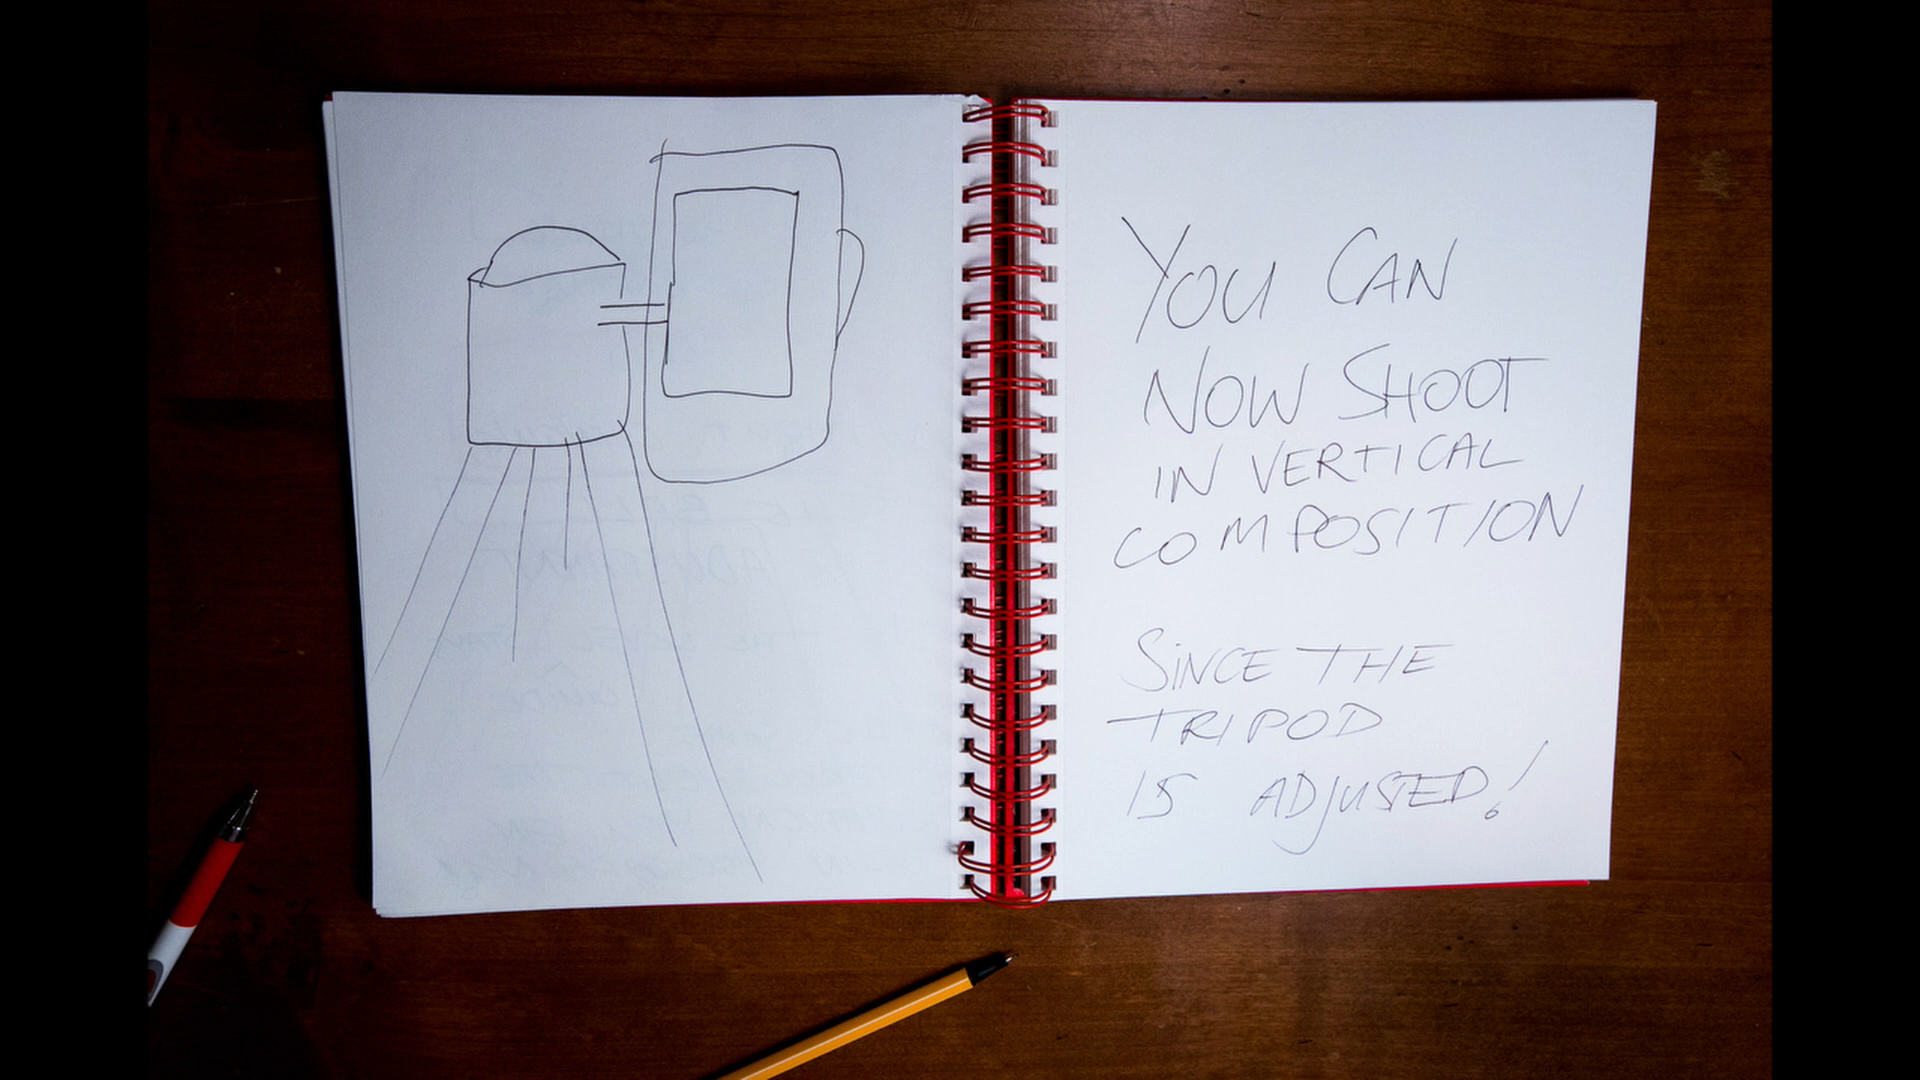 YOU CAN
NOW SHOOT
IN VERTICAL
COMPOSITION
SINCE THE
TRIPOD
IS ADJUSTED!